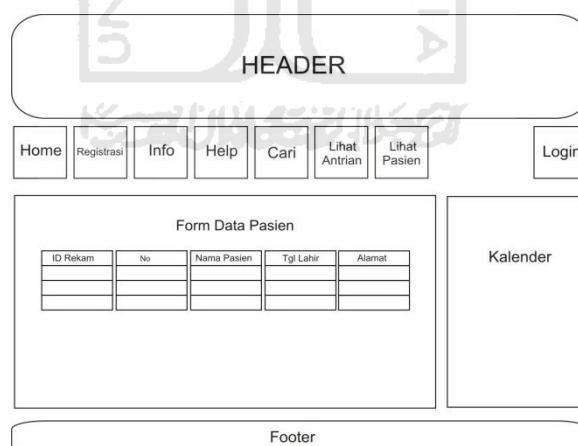 HEADER
Home
Registrasi
Info
Help
Cari
Lihat
Antrian
Lihat
Pasien
Login
Form Data Pasien
ID Rekam
No
Nama Pasien
Tgl Lahir
Alamat
Kalender
Footer